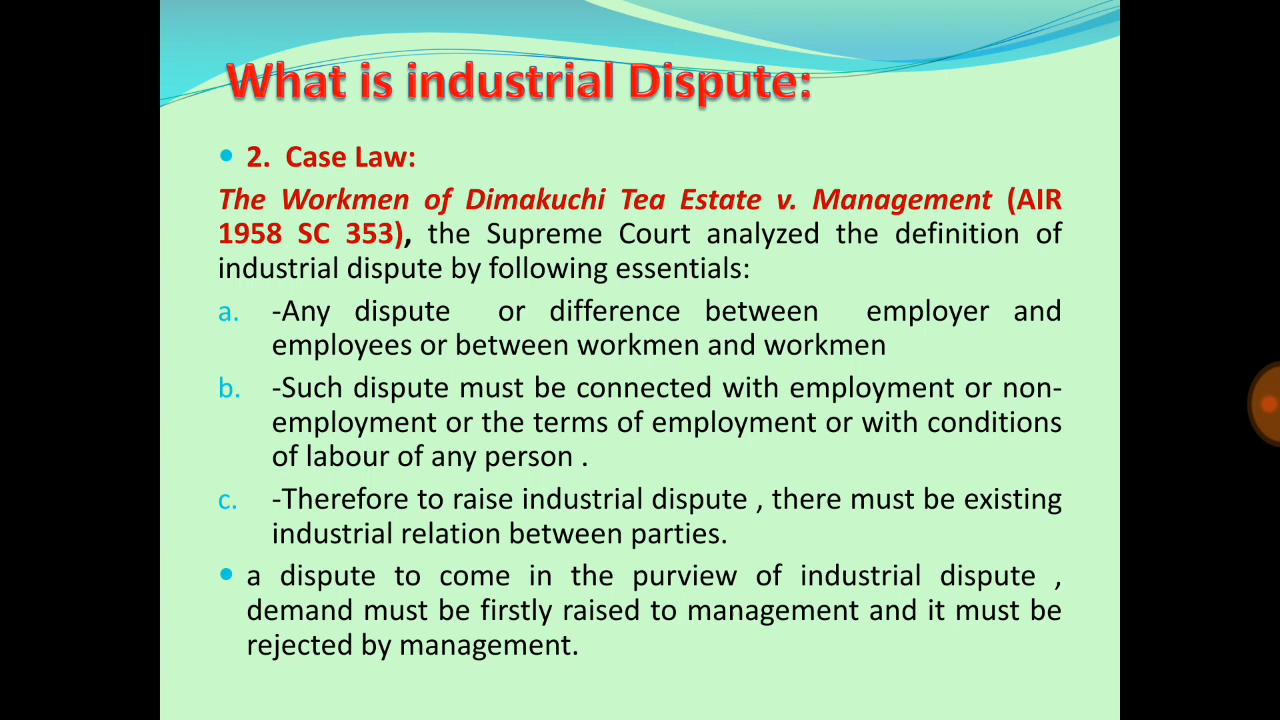 What is industrial Dispute:
• 2. Case Law:
The Workmen of Dimakuchi Tea Estate v. Management (AIR
1958 SC 353), the Supreme Court analyzed the definition of
industrial dispute by following essentials:
a. -Any dispute or difference between employer and
employees or between workmen and workmen
b. -Such dispute must be connected with employment or non-
employment or the terms of employment or with conditions
of labour of any person .
c. -Therefore to raise industrial dispute , there must be existing
industrial relation between parties.
• a dispute to come in the purview of industrial dispute ,
demand must be firstly raised to management and it must be
rejected by management.